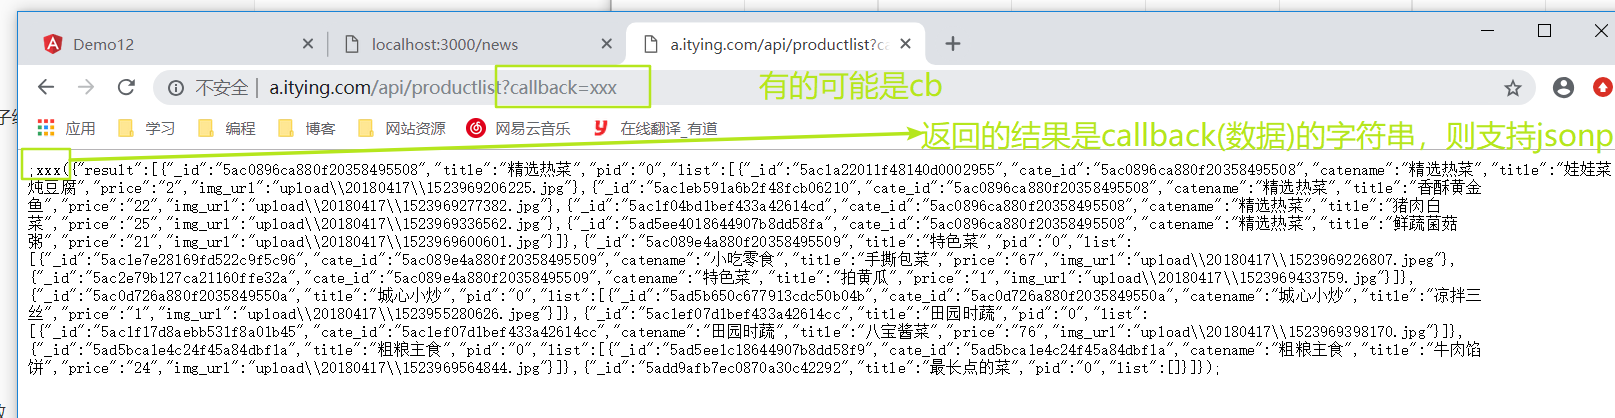 Demo12
localhost:3000/news
a.itying.com/api/productlist?ca
不安全 | a.itying.com/api/productlist?callback=xxx
有的可能是cb
应用 学习 编程 博客 网站资源 网易云音乐 在线翻译_有道
返回的结果是callback(数据)的字符串，则支持jsonp
;xxx({"result":[{"_id":"5ac0896ca880f20358495508","title":"精选热菜","pid":"0","list":[{"_id":"5ac1a22011f48140d0002955","cate_id":"5ac0896ca880f20358495508","catename":"精选热菜","title":"娃娃菜
炖豆腐","price":"2","img_url":"upload\\20180417\\1523969206225.jpg"},{"_id":"5ac1eb591a6b2f48fcb06210","cate_id":"5ac0896ca880f20358495508","catename":"精选热菜","title":"香酥黄金
鱼","price":"22","img_url":"upload\\20180417\\1523969277382.jpg"},{"_id":"5ac1f04bd1bef433a42614cd","cate_id":"5ac0896ca880f20358495508","catename":"精选热菜","title":"猪肉白
菜","price":"25","img_url":"upload\\20180417\\1523969336562.jpg"},{"_id":"5ad5ee4018644907b8dd58fa","cate_id":"5ac0896ca880f20358495508","catename":"精选热菜","title":"鲜蔬菌菇
粥","price":"21","img_url":"upload\\20180417\\1523969600601.jpg"}]},{"_id":"5ac089e4a880f20358495509","title":"特色菜","pid":"0","list":
[{"_id":"5ac1e7e28169fd522c9f5c96","cate_id":"5ac089e4a880f20358495509","catename":"小吃零食","title":"手撕包菜","price":"67","img_url":"upload\\20180417\\1523969226807.jpeg"},
{"_id":"5ac2e79b127ca21160ffe32a","cate_id":"5ac089e4a880f20358495509","catename":"特色菜","title":"拍黄瓜","price":"1","img_url":"upload\\20180417\\1523969433759.jpg"}]},
{"_id":"5ac0d726a880f2035849550a","title":"城心小炒","pid":"0","list":[{"_id":"5ad5b650c677913cdc50b04b","cate_id":"5ac0d726a880f2035849550a","catename":"城心小炒","title":"凉拌三
丝","price":"1","img_url":"upload\\20180417\\1523955280626.jpeg"}]},{"_id":"5ac1ef07d1bef433a42614cc","title":"田园时蔬","pid":"0","list":
[{"_id":"5ac1f17d8aebb531f8a01b45","cate_id":"5ac1ef07d1bef433a42614cc","catename":"田园时蔬","title":"八宝酱菜","price":"76","img_url":"upload\\20180417\\1523969398170.jpg"}]},
{"_id":"5ad5bca1e4c24f45a84dbf1a","title":"粗粮主食","pid":"0","list":[{"_id":"5ad5ee1c18644907b8dd58f9","cate_id":"5ad5bca1e4c24f45a84dbf1a","catename":"粗粮主食","title":"牛肉馅
饼","price":"24","img_url":"upload\\20180417\\1523969564844.jpg"}]},{"_id":"5add9afb7ec0870a30c42292","title":"最长点的菜","pid":"0","list":[]}]});